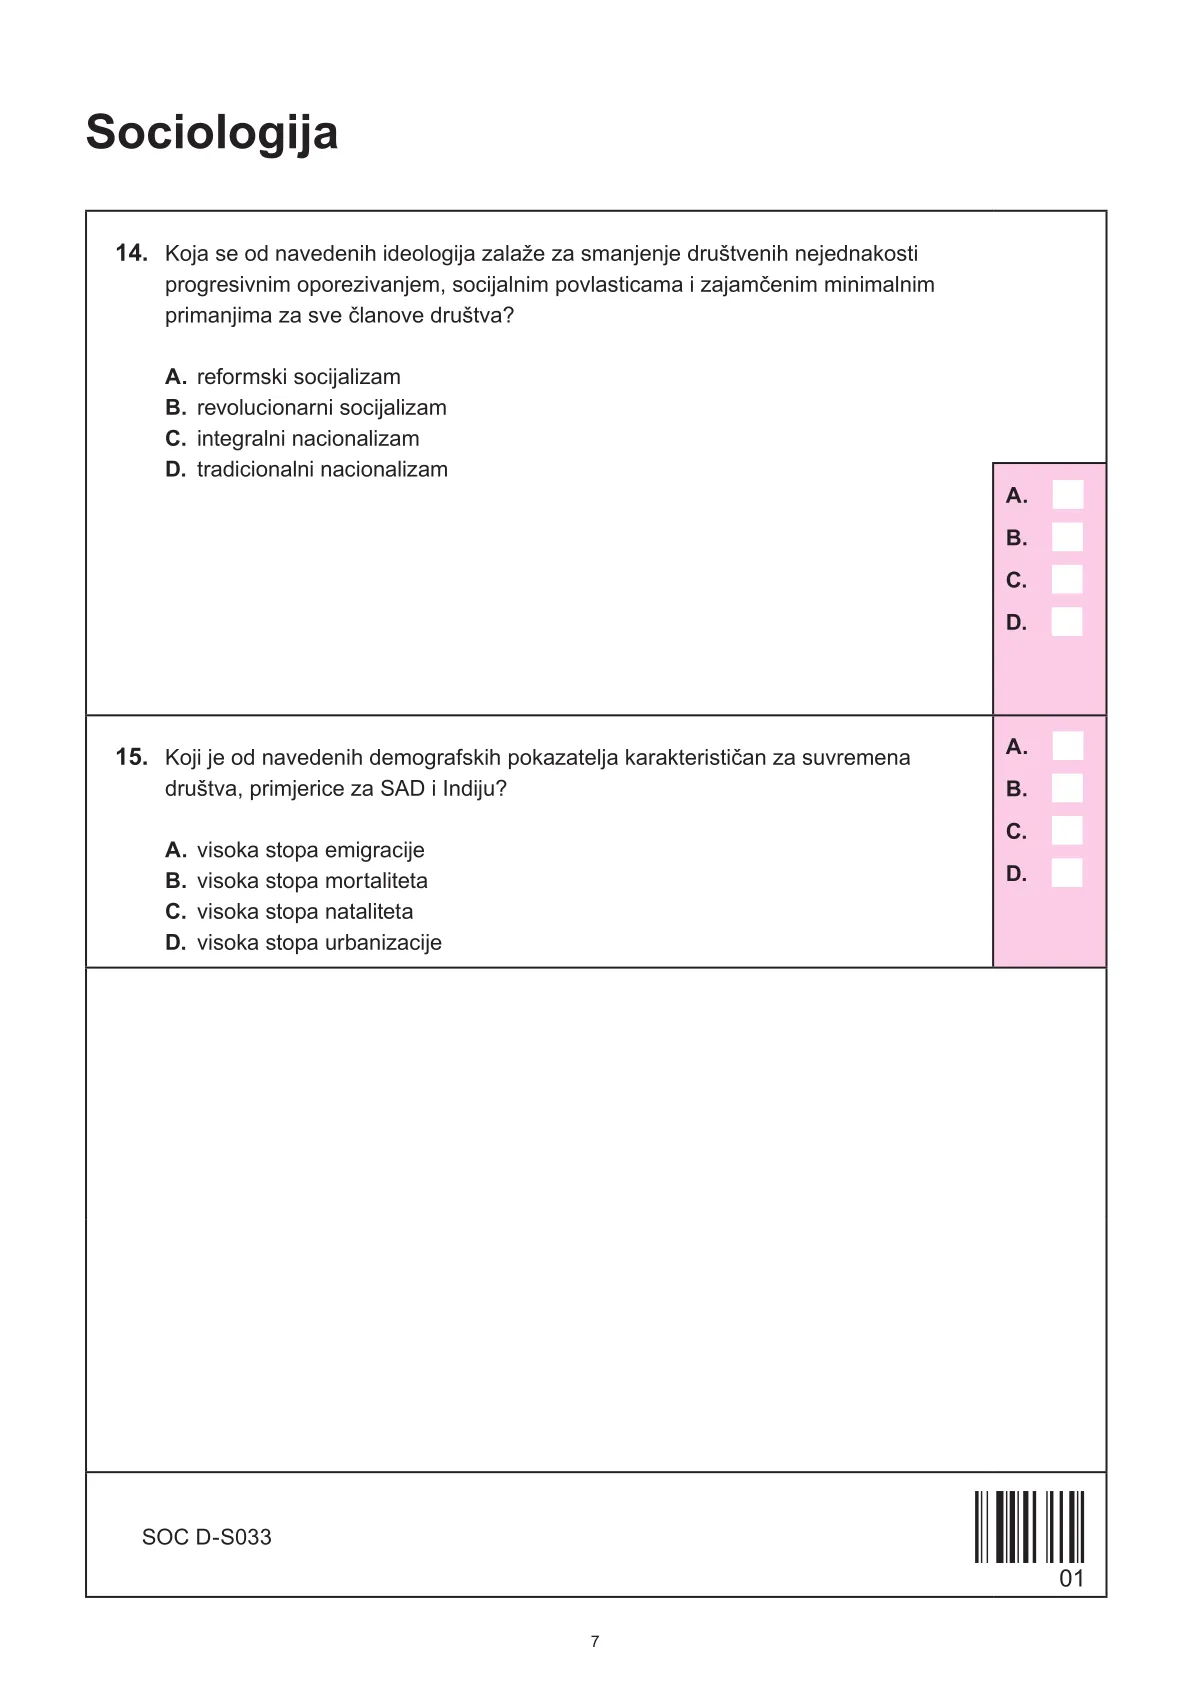 Sociologija
14. Koja se od navedenih ideologija zalaže za smanjenje društvenih nejednakosti
progresivnim oporezivanjem, socijalnim povlasticama i zajamčenim minimalnim
primanjima za sve članove društva?
A. reformski socijalizam
B. revolucionarni socijalizam
C. integralni nacionalizam
D. tradicionalni nacionalizam
A.
B.
C.
D.
15. Koji je od navedenih demografskih pokazatelja karakterističan za suvremena
društva, primjerice za SAD i Indiju?
A. visoka stopa emigracije
B. visoka stopa mortaliteta
C. visoka stopa nataliteta
D. visoka stopa urbanizacije
A.
B.
C.
D.
SOC D-S033
01
7